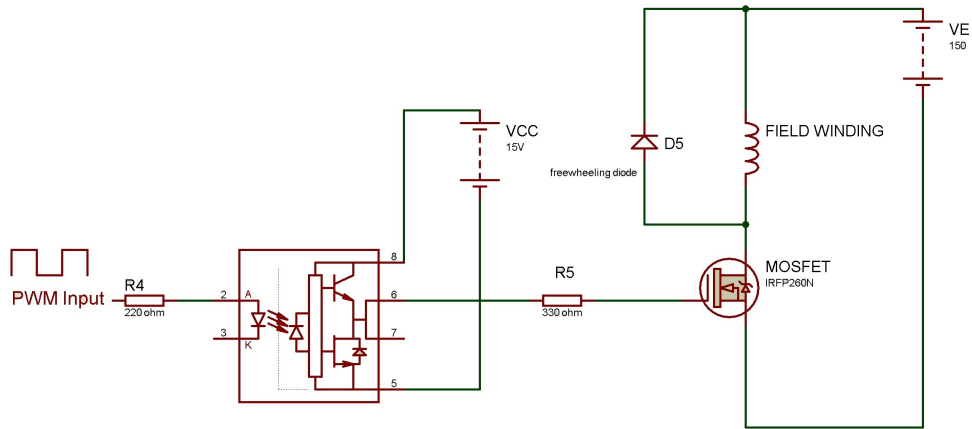 VE
150
VCC
15V
D5
FIELD WINDING
freewheeling diode
8
R4
PWM Input
220 ohm
2
A
3
K
6
7
5
R5
330 ohm
MOSFET
IRFP260N